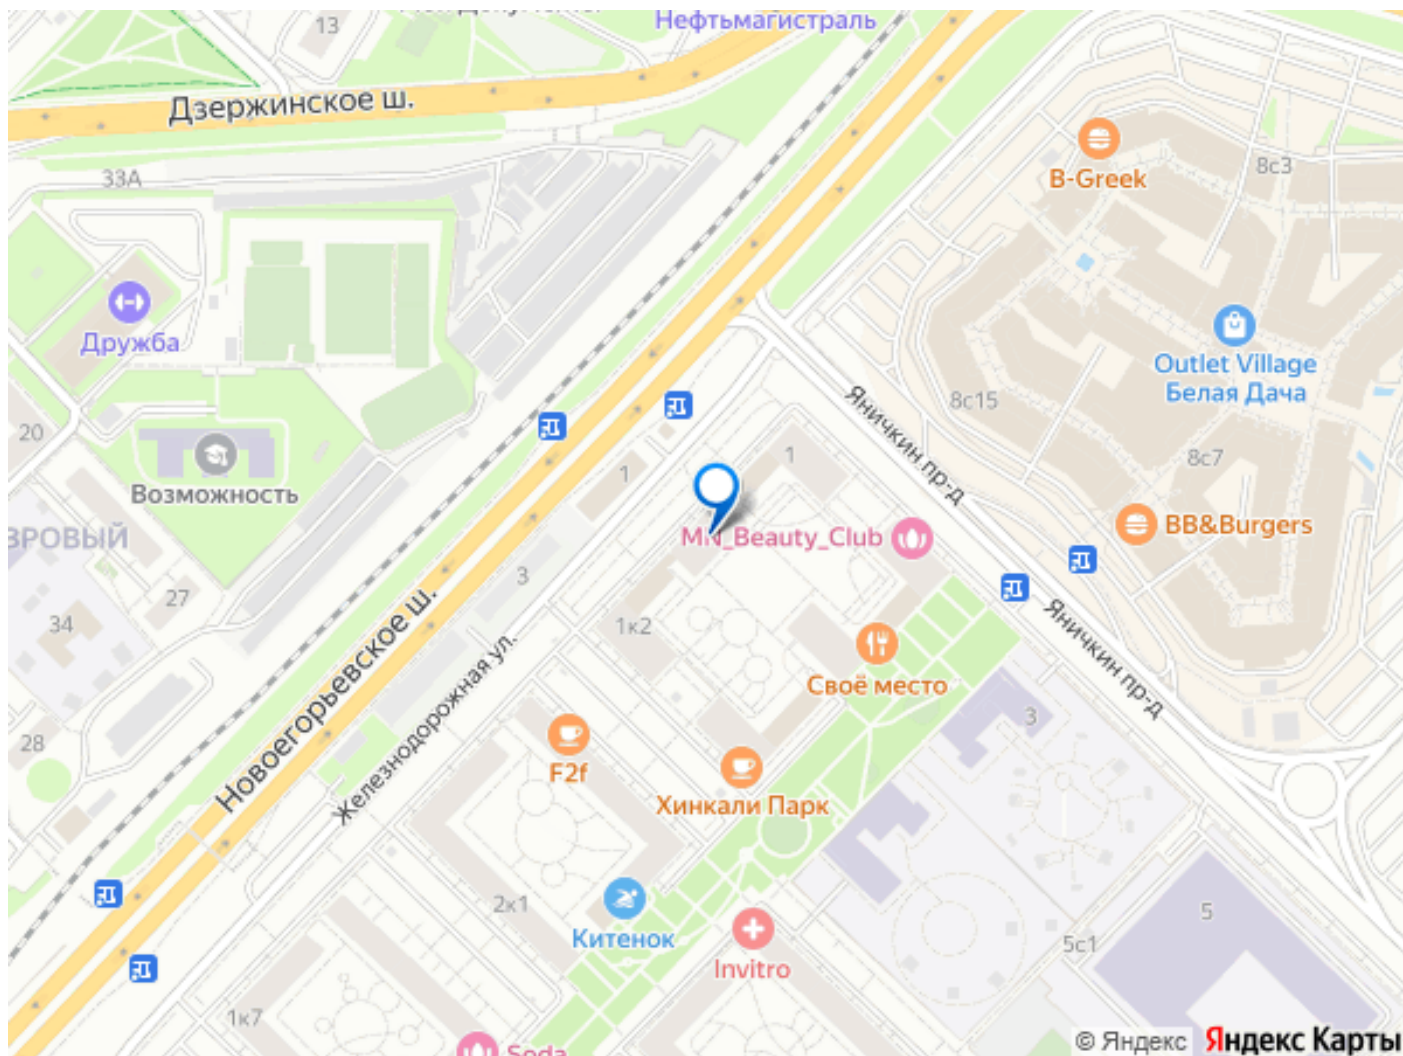 13
Нефтьмагистраль
Дзержинское ш.
33А
B-Greek
8с3
Дружба
Outlet Village
Белая Дача
8с15
Яничкин пр-д
20
1
1
8с7
Возможность
MN_Beauty_Club
BB&Burgers
3
27
34
1к2
Новоегорьевское ш.
Железнодорожная ул.
Своё место
Яничкин пр-д
3
28
F2f
Хинкали Парк
2к1
Китенок
5
5с1
Invitro
1к7
Soda
© Яндекс
Яндекс Карты